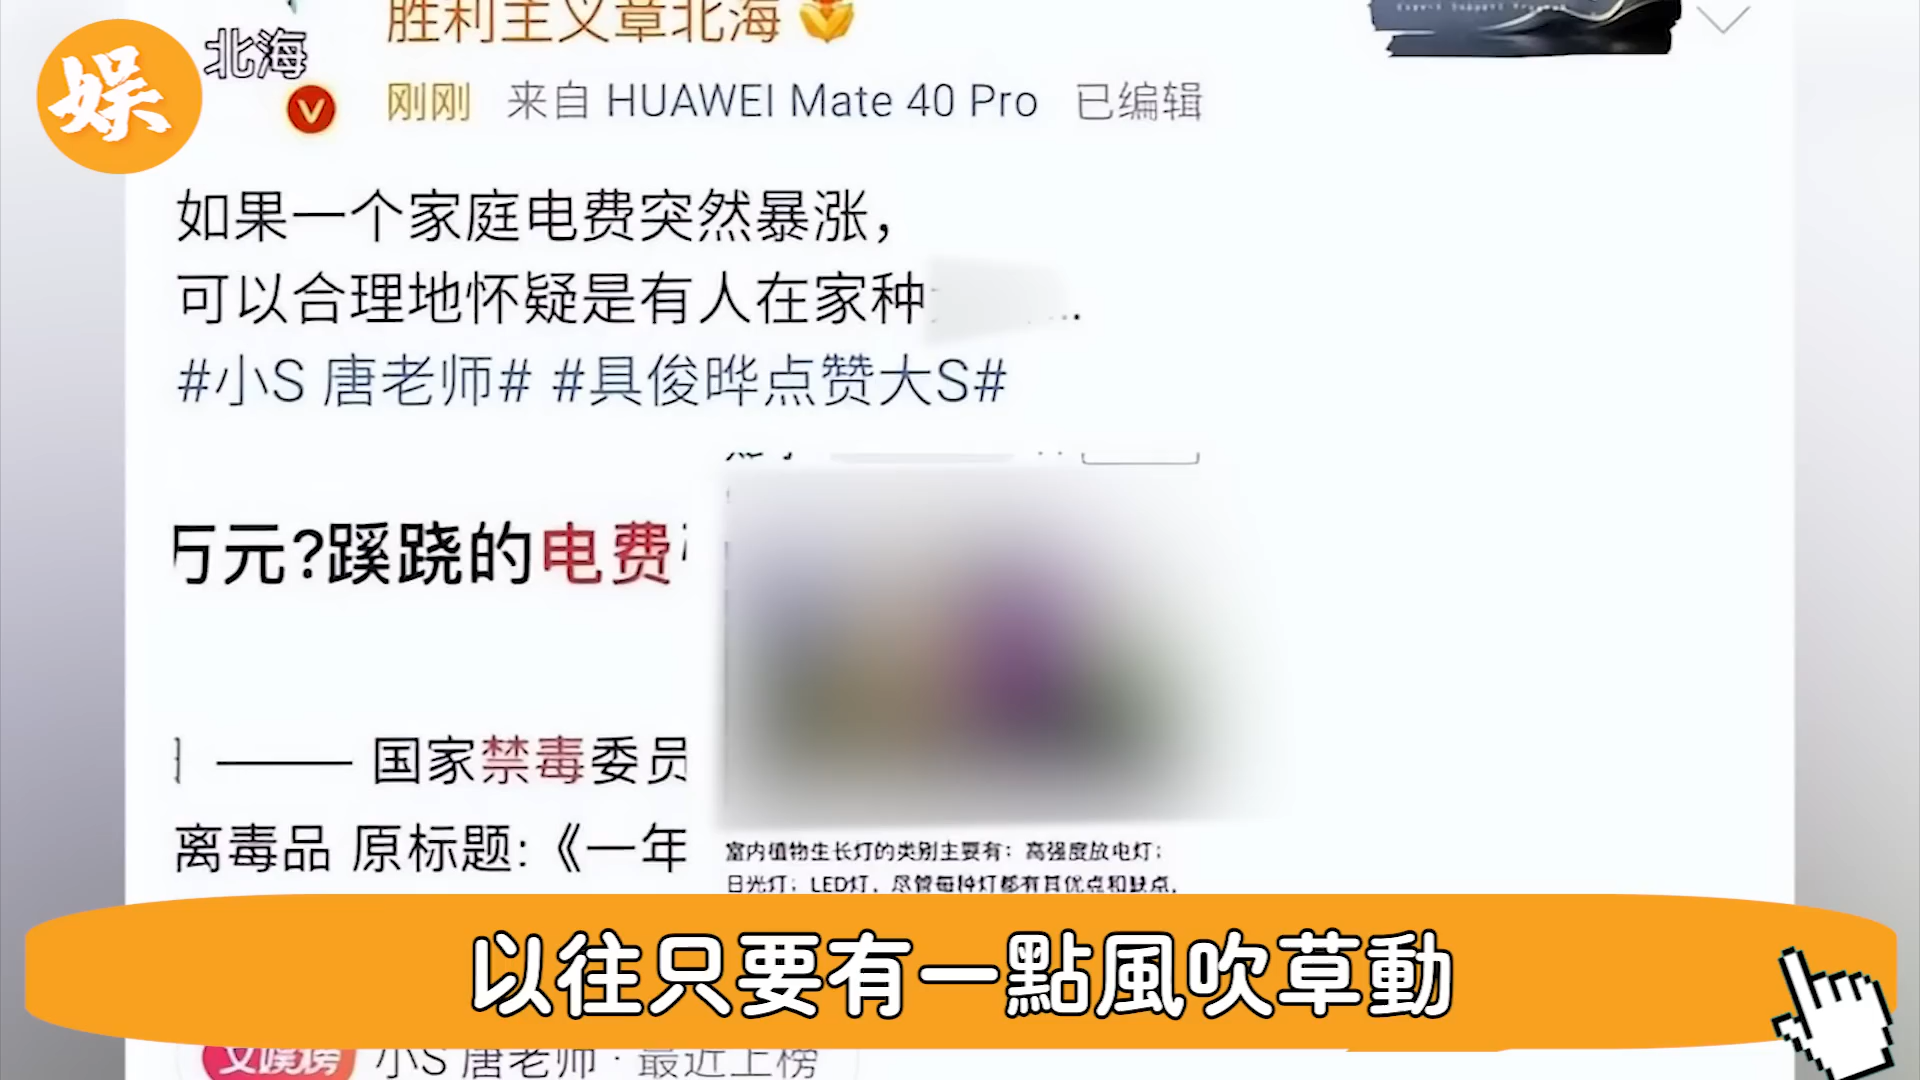 娱
北海
胜利主义章北海
刚刚 来自 HUAWEI Mate 40 Pro 已编辑
如果一个家庭电费突然暴涨，
可以合理地怀疑是有人在家种
#小S 唐老师# #具俊晔点赞大S#
万元?蹊跷的电费
国家禁毒委员
离毒品 原标题:《一年
室内植物生长灯的类别主要有：高强度放电灯；
日光灯；LED灯，尽管每种灯都有其优点和缺点，
以往只要有一點風吹草動
文娱榜 小S 唐老师 · 最近上榜